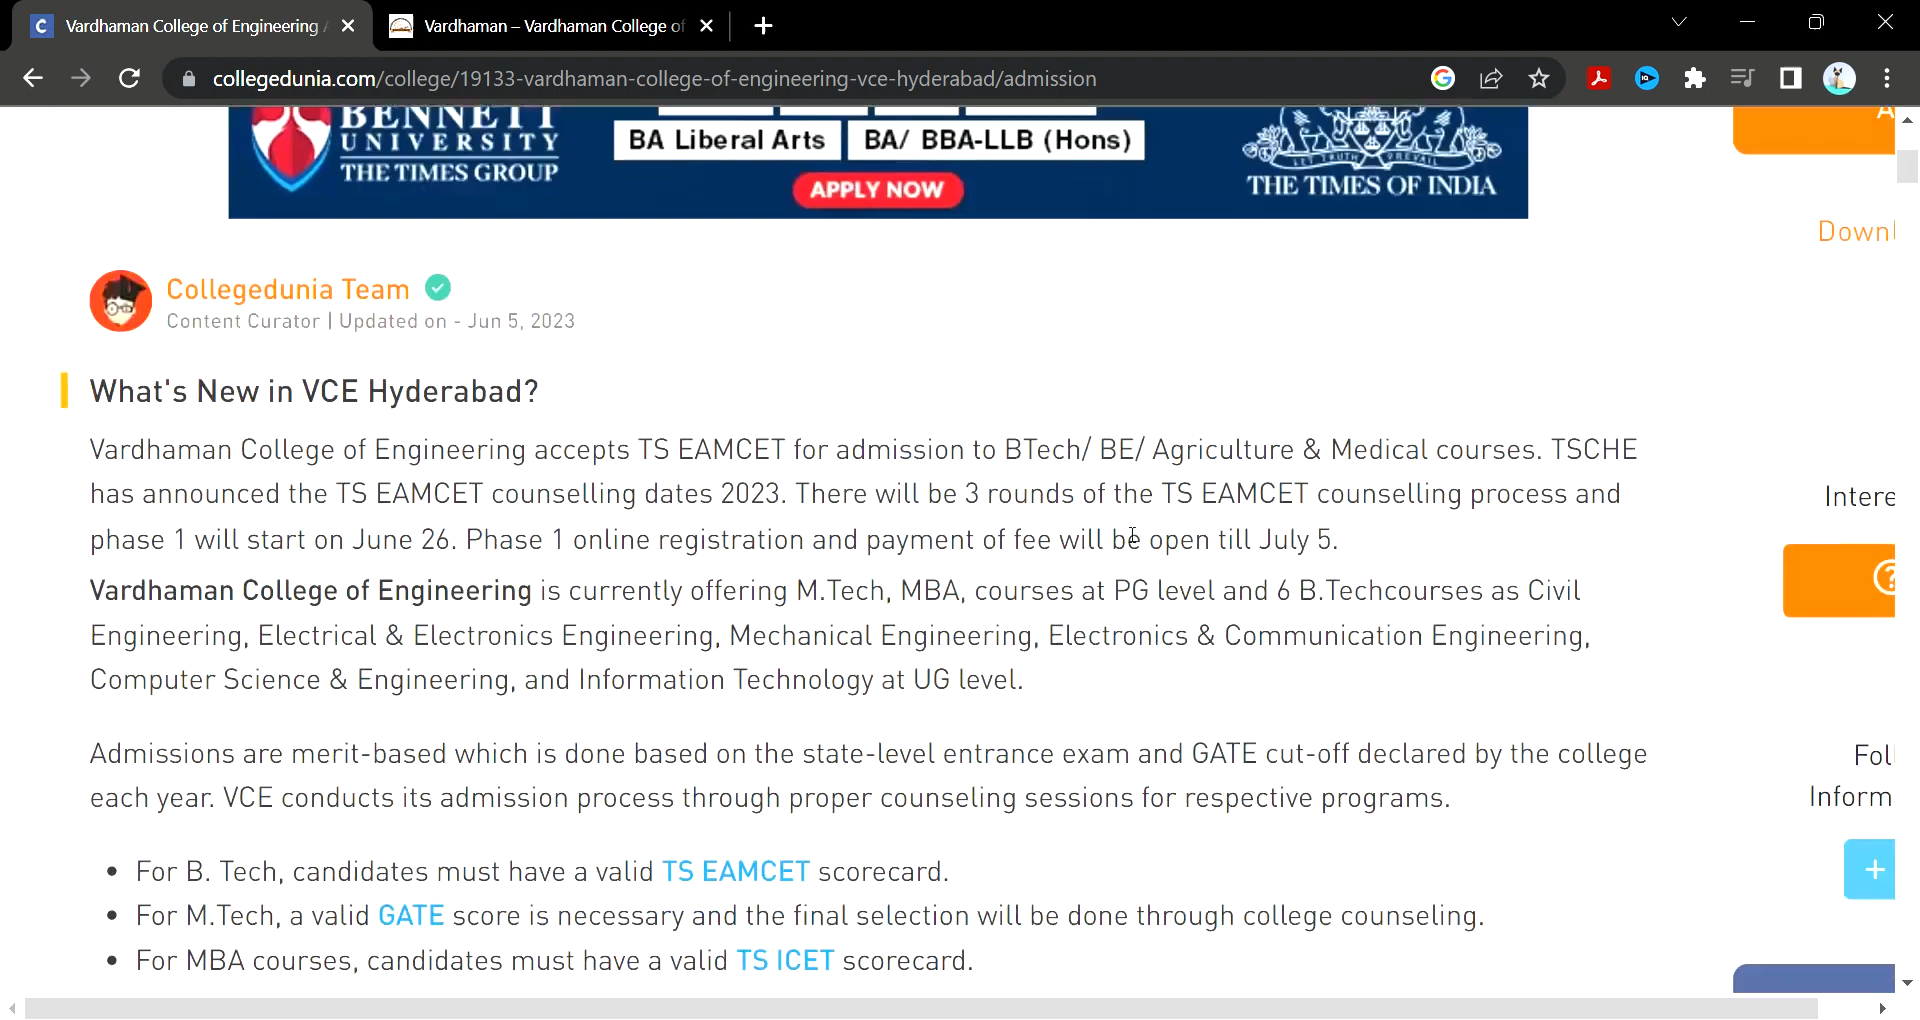 Vardhaman College of Engineering
Vardhaman – Vardhaman College of
collegedunia.com/college/19133-vardhaman-college-of-engineering-vce-hyderabad/admission
BENNETT
UNIVERSITY
THE TIMES GROUP
BA Liberal Arts
BA/ BBA-LLB (Hons)
APPLY NOW
LET TRUTH PREVAIL
THE TIMES OF INDIA
A
Downl
Collegedunia Team
Content Curator | Updated on - Jun 5, 2023
What's New in VCE Hyderabad?
Vardhaman College of Engineering accepts TS EAMCET for admission to BTech/ BE/ Agriculture & Medical courses. TSCHE
has announced the TS EAMCET counselling dates 2023. There will be 3 rounds of the TS EAMCET counselling process and
phase 1 will start on June 26. Phase 1 online registration and payment of fee will be open till July 5.
Intere
Vardhaman College of Engineering is currently offering M.Tech, MBA, courses at PG level and 6 B.Techcourses as Civil
Engineering, Electrical & Electronics Engineering, Mechanical Engineering, Electronics & Communication Engineering,
Computer Science & Engineering, and Information Technology at UG level.
Admissions are merit-based which is done based on the state-level entrance exam and GATE cut-off declared by the college
each year. VCE conducts its admission process through proper counseling sessions for respective programs.
Fol
Inform
• For B. Tech, candidates must have a valid TS EAMCET scorecard.
• For M.Tech, a valid GATE score is necessary and the final selection will be done through college counseling.
• For MBA courses, candidates must have a valid TS ICET scorecard.